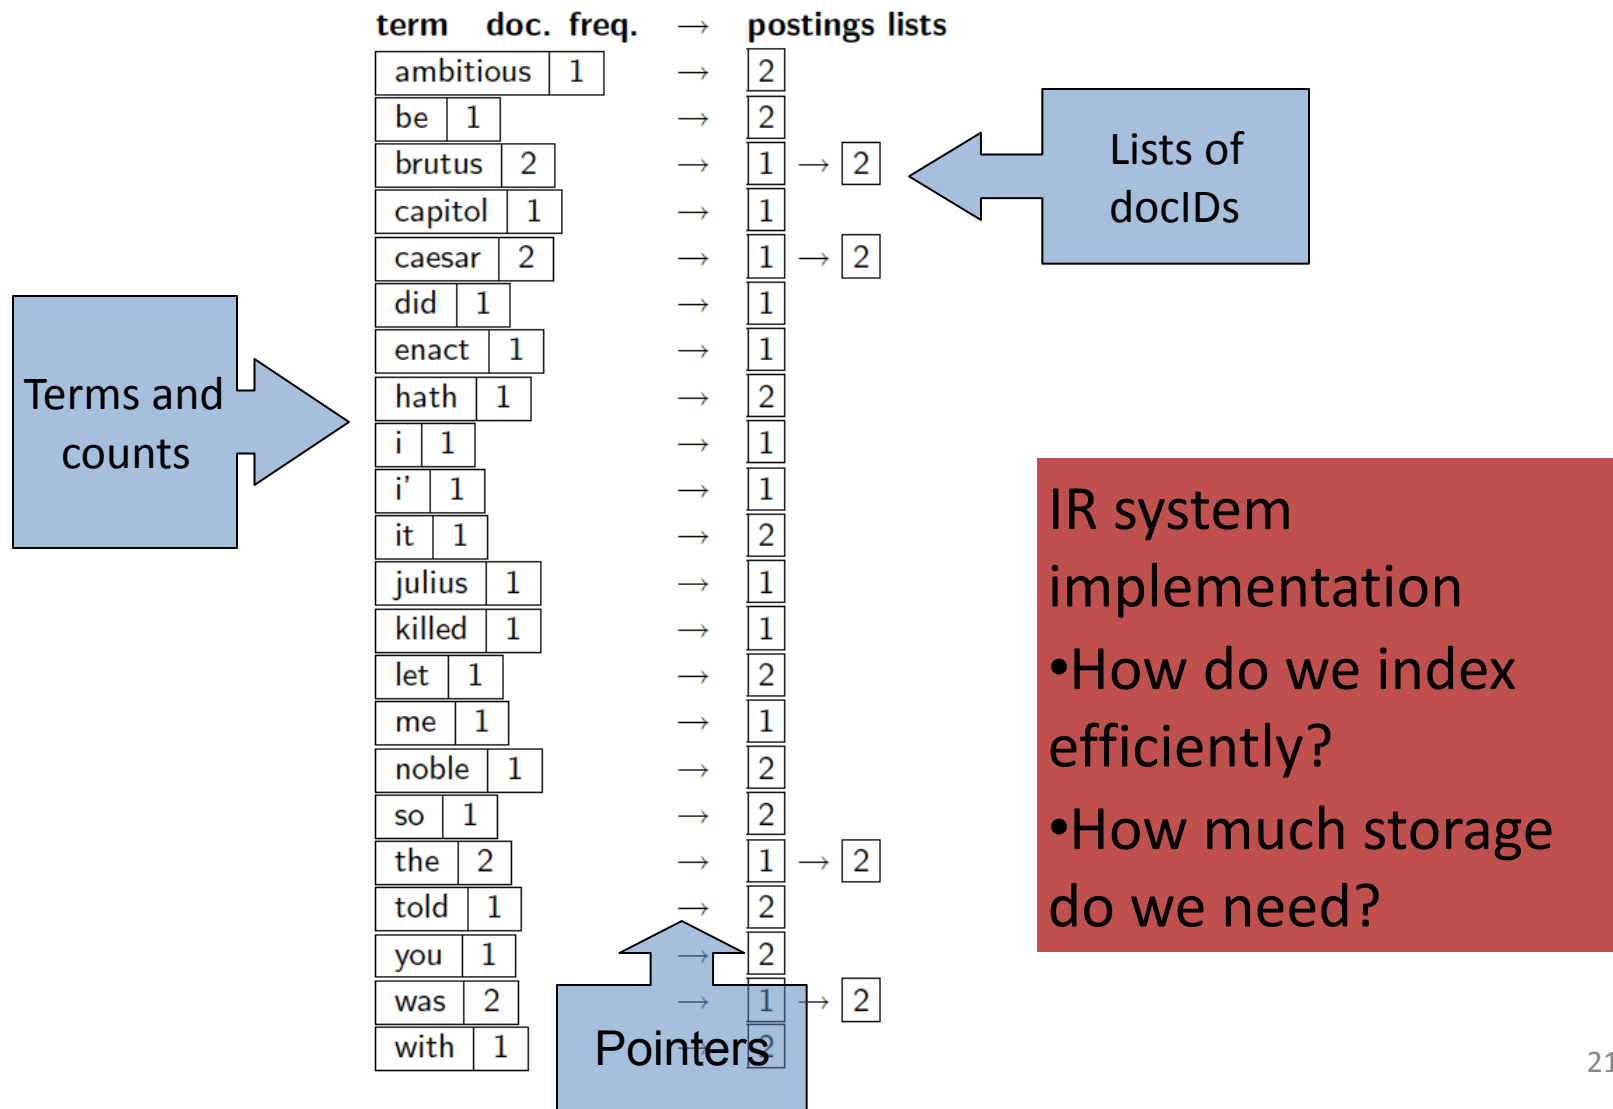 term doc. freq. → postings lists
ambitious 1 → 2
be 1 → 2
brutus 2 → 1 → 2
capitol 1 → 1
caesar 2 → 1 → 2
did 1 → 1
enact 1 → 1
hath 1 → 2
i 1 → 1
i' 1 → 1
it 1 → 2
julius 1 → 1
killed 1 → 1
let 1 → 2
me 1 → 1
noble 1 → 2
so 1 → 2
the 2 → 1 → 2
told 1 → 2
you 1 → 2
was 2 → 1 → 2
with 1 → 2
Terms and
counts
Lists of
docIDs
Pointers
IR system
implementation
•How do we index
efficiently?
•How much storage
do we need?
21